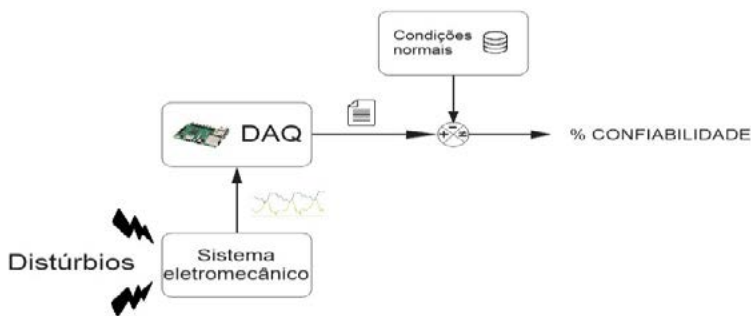 Condições
normais
DAQ
% CONFIABILIDADE
Distúrbios
Sistema
eletromecânico